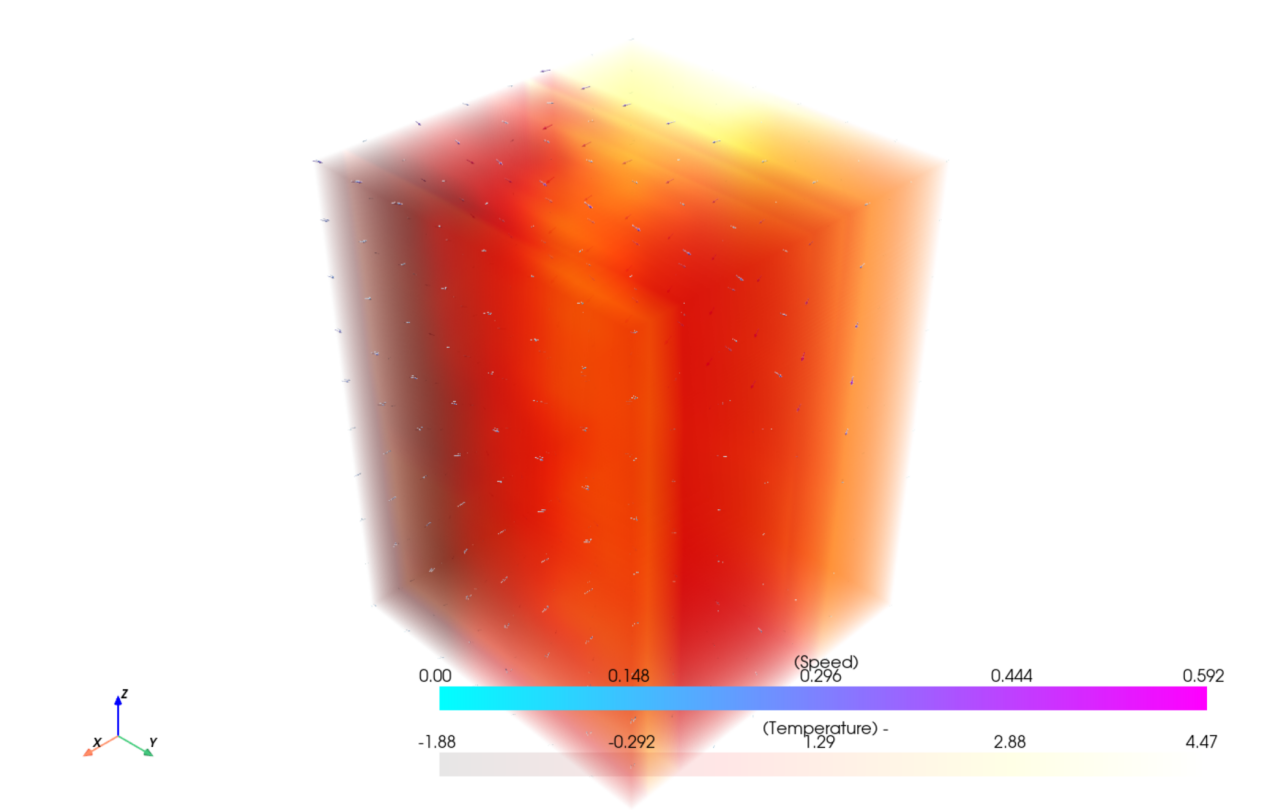 (Speed)
0.00 0.148 0.296 0.444 0.592
(Temperature) -
-1.88 -0.292 1.29 2.88 4.47
Z
X Y